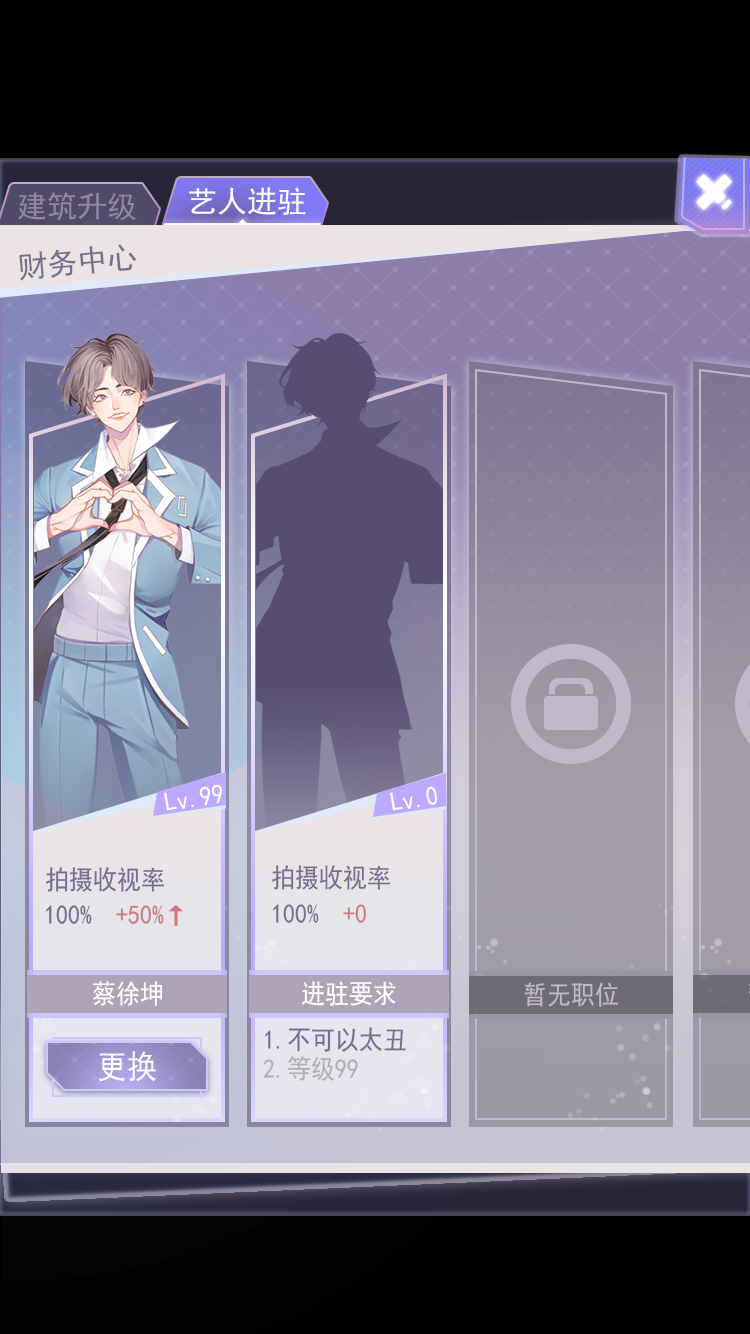 建筑升级
艺人进驻
财务中心
Lv.99
拍摄收视率
100% +50%
蔡徐坤
更换
Lv.0
拍摄收视率
100% +0
进驻要求
1.不可以太丑
2.等级99
暂无职位